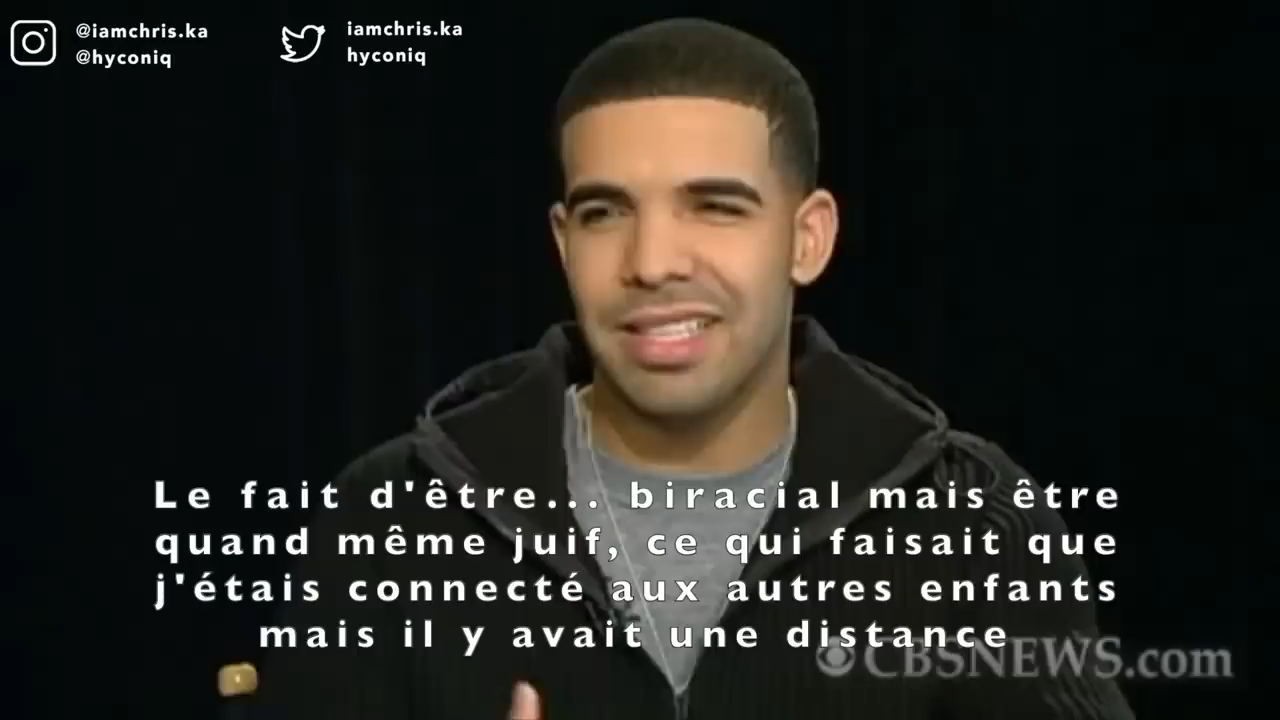 @iamchris.ka
@hyconiq
iamchris.ka
hyconiq
Le fait d'être... biracial mais être
quand même juif, ce qui faisait que
j'étais connecté aux autres enfants
mais il y avait une distance
CBSNEWS.com